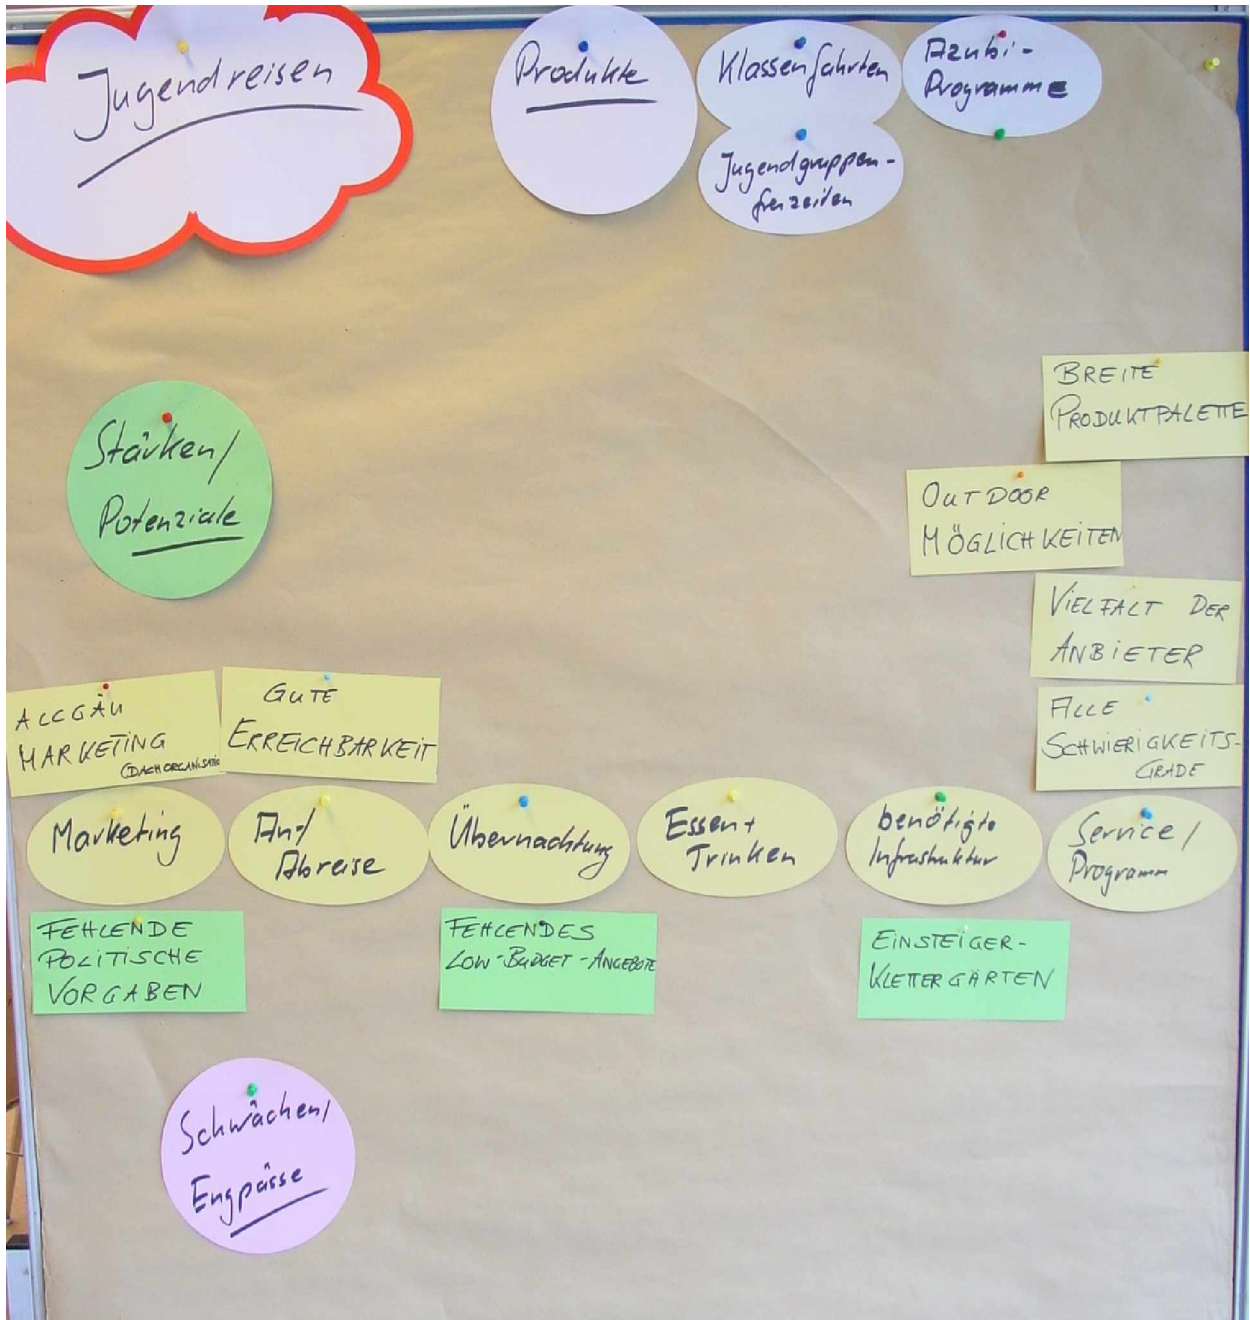 Jugendreisen
Produkte
Klassenfahrten
Jugendgruppen-
freizeiten
Azubi-
Programme
Stärken/
Potenziale
BREITE
PRODUKTPALETTE
OUTDOOR
MÖGLICHKEITEN
VIELFALT DER
ANBIETER
ALLE
SCHWIERIGKEITS-
GRADE
ALLGÄU
MARKETING
(DACHORGANISATIO
GUTE
ERREICHBARKEIT
Marketing
An-/
Abreise
Übernachtung
Essen +
Trinken
benötigte
Infrastruktur
Service/
Programm
FEHLENDE
POLITISCHE
VORGABEN
FEHLENDES
LOW-BUDGET-ANGEBOTE
EINSTEIGER-
KLETTERGÄRTEN
Schwächen/
Engpässe